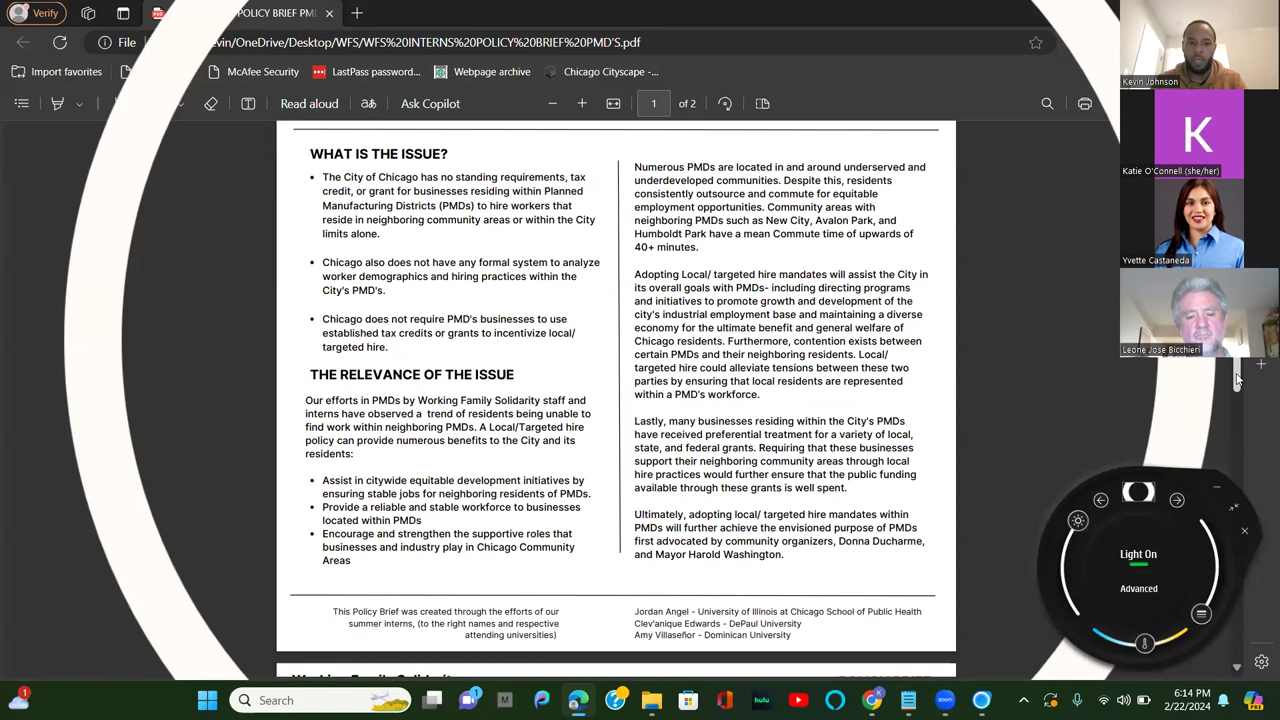 Verify
POLICY BRIEF PM
File
vin/OneDrive/Desktop/WFS/WFS%20INTERNS%20POLICY%20BRIEF%20PMD'S.pdf
Import favorites
McAfee Security
LastPass password...
Webpage archive
Chicago Cityscape -...
Read aloud
Ask Copilot
1
of 2
WHAT IS THE ISSUE?
• The City of Chicago has no standing requirements, tax
credit, or grant for businesses residing within Planned
Manufacturing Districts (PMDs) to hire workers that
reside in neighboring community areas or within the City
limits alone.
• Chicago also does not have any formal system to analyze
worker demographics and hiring practices within the
City's PMD's.
• Chicago does not require PMD's businesses to use
established tax credits or grants to incentivize local/
targeted hire.
THE RELEVANCE OF THE ISSUE
Our efforts in PMDs by Working Family Solidarity staff and
interns have observed a trend of residents being unable to
find work within neighboring PMDs. A Local/Targeted hire
policy can provide numerous benefits to the City and its
residents:
• Assist in citywide equitable development initiatives by
ensuring stable jobs for neighboring residents of PMDs.
• Provide a reliable and stable workforce to businesses
located within PMDs
• Encourage and strengthen the supportive roles that
businesses and industry play in Chicago Community
Areas
Numerous PMDs are located in and around underserved and
underdeveloped communities. Despite this, residents
consistently outsource and commute for equitable
employment opportunities. Community areas with
neighboring PMDs such as New City, Avalon Park, and
Humboldt Park have a mean Commute time of upwards of
40+ minutes.
Adopting Local/ targeted hire mandates will assist the City in
its overall goals with PMDs- including directing programs
and initiatives to promote growth and development of the
city's industrial employment base and maintaining a diverse
economy for the ultimate benefit and general welfare of
Chicago residents. Furthermore, contention exists between
certain PMDs and their neighboring residents. Local/
targeted hire could alleviate tensions between these two
parties by ensuring that local residents are represented
within a PMD's workforce.
Lastly, many businesses residing within the City's PMDs
have received preferential treatment for a variety of local,
state, and federal grants. Requiring that these businesses
support their neighboring community areas through local
hire practices would further ensure that the public funding
available through these grants is well spent.
Ultimately, adopting local/ targeted hire mandates within
PMDs will further achieve the envisioned purpose of PMDs
first advocated by community organizers, Donna Ducharme,
and Mayor Harold Washington.
This Policy Brief was created through the efforts of our
summer interns, (to the right names and respective
attending universities)
Jordan Angel - University of Illinois at Chicago School of Public Health
Clev'anique Edwards - DePaul University
Amy Villaseñor - Dominican University
Kevin Johnson
K
Katie O'Connell (she/her)
Yvette Castaneda
Leone Jose Bicchieri
Light On
Advanced
1
Search
1
M
hulu
zoom
6:14 PM
2/22/2024